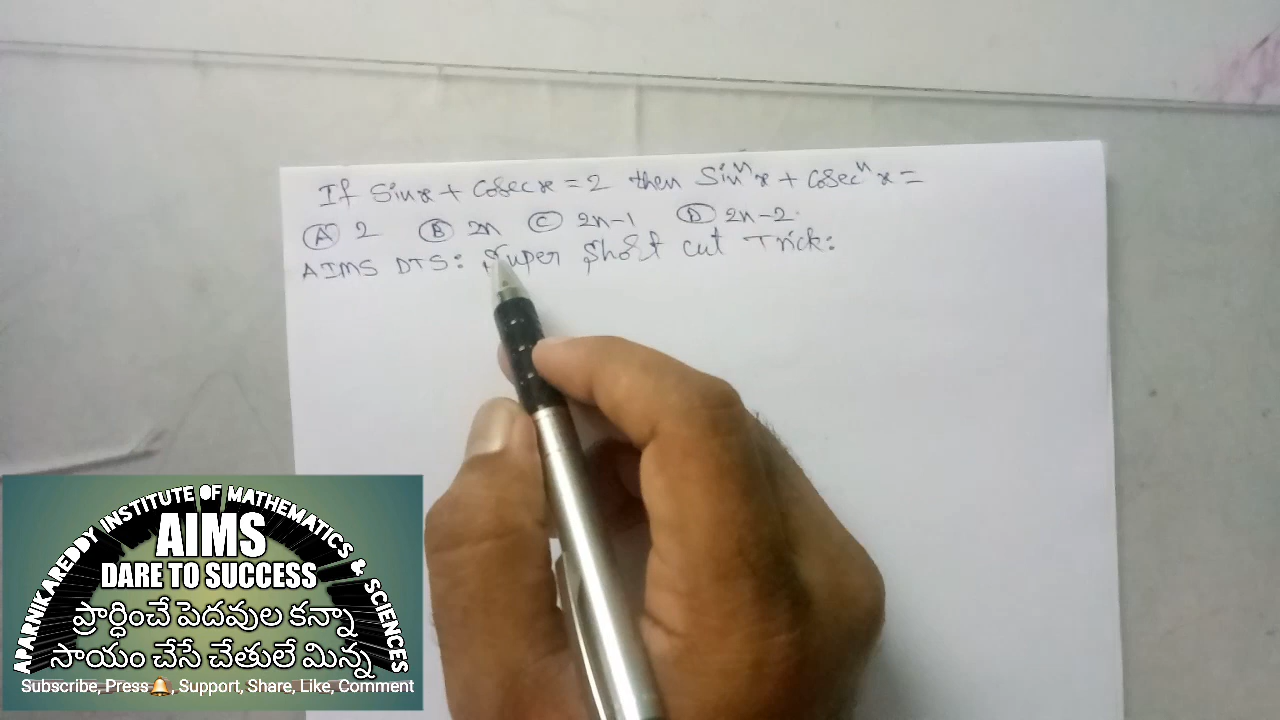 If Sinx + Cosecx = 2 then Sinⁿx + Cosecⁿx =
Ⓐ 2 Ⓑ 2n Ⓒ 2n-1 Ⓓ 2n-2.
AIMS DTS: Super Short cut Trick:
APARNIKAREDDY INSTITUTE OF MATHEMATICS & SCIENCES
AIMS
DARE TO SUCCESS
ప్రార్ధించే పెదవుల కన్నా
సాయం చేసే చేతులే మిన్న
Subscribe, Press🔔, Support, Share, Like, Comment